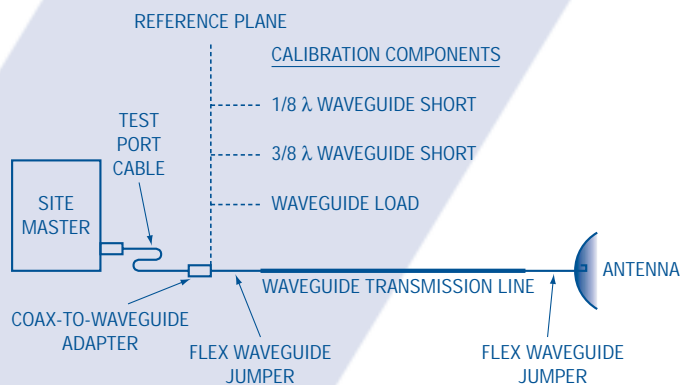 REFERENCE PLANE
CALIBRATION COMPONENTS
1/8 λ WAVEGUIDE SHORT
TEST
PORT
CABLE
3/8 λ WAVEGUIDE SHORT
SITE
MASTER
WAVEGUIDE LOAD
ANTENNA
WAVEGUIDE TRANSMISSION LINE
COAX-TO-WAVEGUIDE
ADAPTER
FLEX WAVEGUIDE
JUMPER
FLEX WAVEGUIDE
JUMPER